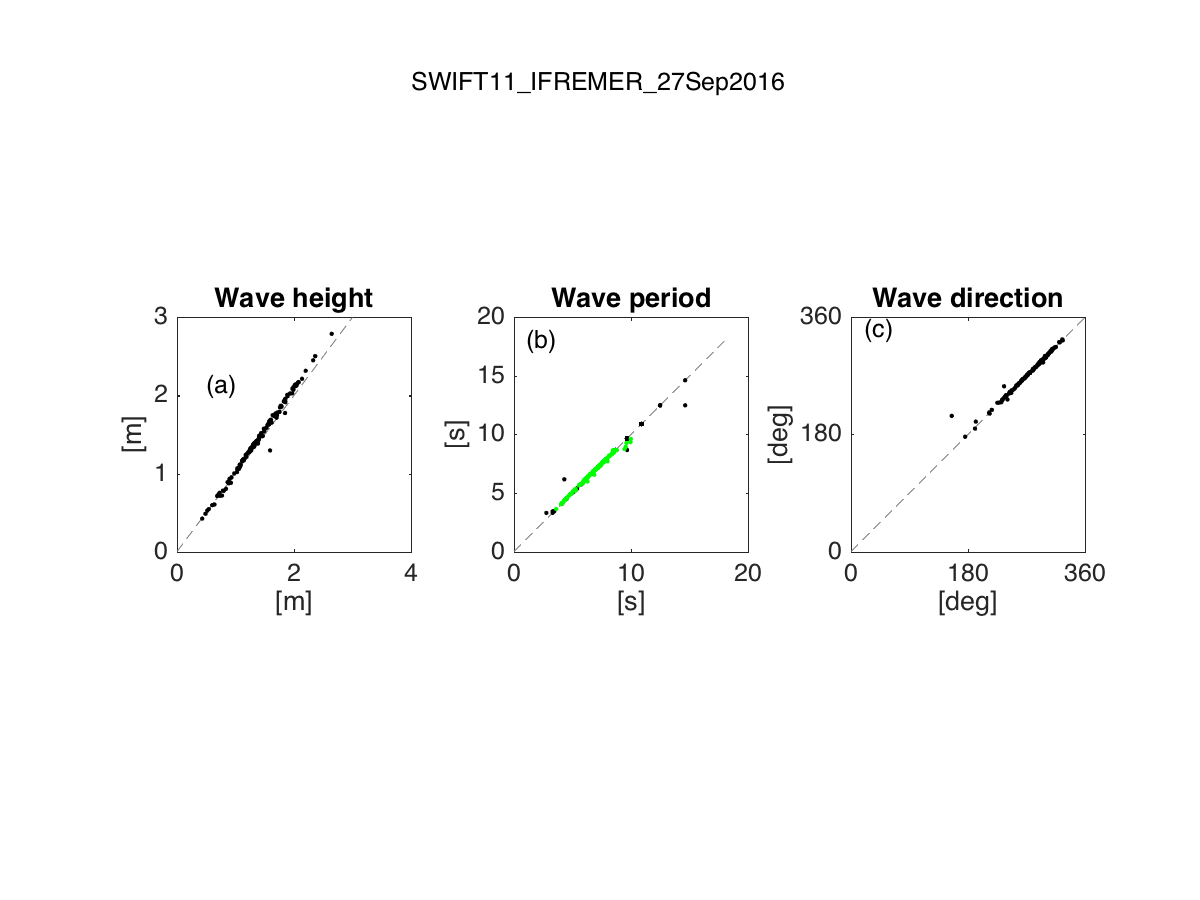 SWIFT11_IFREMER_27Sep2016
Wave height
3
2
1
0
[m]
(a)
0
2
4
[m]
Wave period
20
15
10
5
0
[s]
(b)
0
10
20
[s]
Wave direction
360
180
0
[deg]
(c)
0
180
360
[deg]